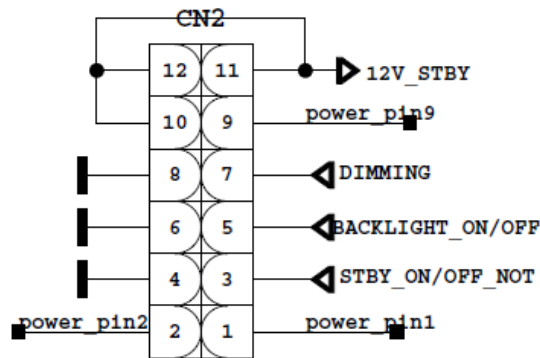 CN2
12 11 12V_STBY
10 9 power_pin9
8 7 DIMMING
6 5 BACKLIGHT_ON/OFF
4 3 STBY_ON/OFF_NOT
power_pin2 2 1 power_pin1